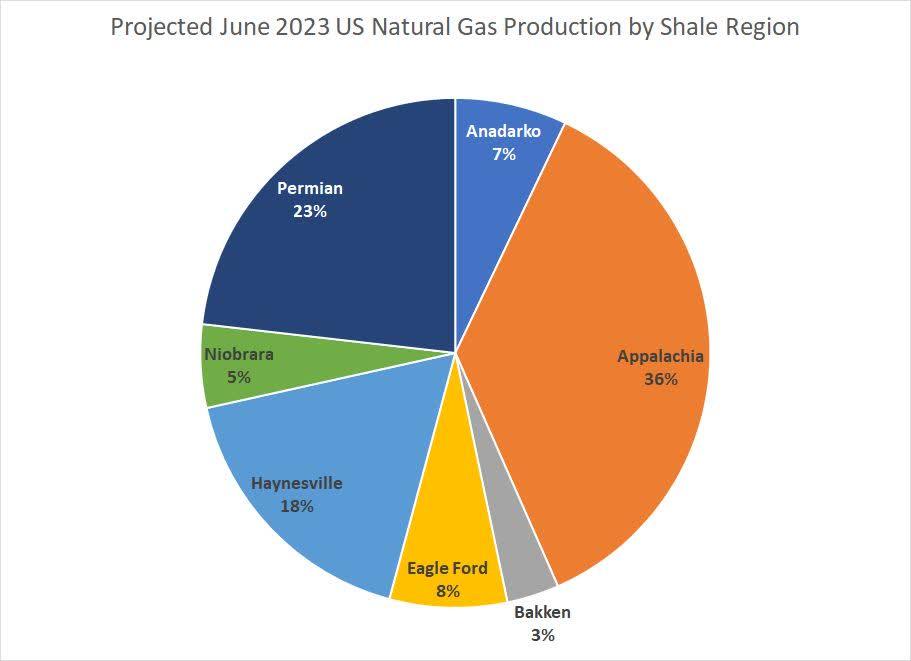 Projected June 2023 US Natural Gas Production by Shale Region
Anadarko
7%
Permian
23%
Appalachia
36%
Niobrara
5%
Haynesville
18%
Eagle Ford
8%
Bakken
3%